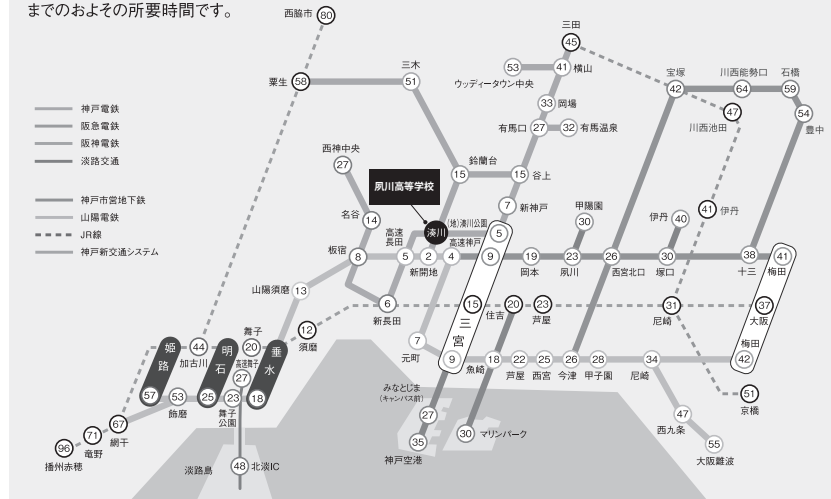 までのおよその所要時間です。
西脇市 80
三田
45
粟生 58
三木
51
53 41 横山
ウッディータウン中央
宝塚
42
川西能勢口
64
石橋
59
47
川西池田
54
豊中
33 岡場
有馬口 27 32 有馬温泉
神戸電鉄
阪急電鉄
阪神電鉄
淡路交通
神戸市営地下鉄
山陽電鉄
JR線
神戸新交通システム
西神中央
27
夙川高等学校
鈴蘭台
15
15
谷上
7 新神戸
名谷 14
高速
長田
湊川
(地)湊川公園
5
甲陽園
30
伊丹 40
41 伊丹
板宿 8
5
2
新開地
高速神戸
4
9
19
岡本
23
夙川
26
西宮北口
30
塚口
38
十三
41
梅田
山陽須磨 13
6
新長田
15
三宮
住吉
20
芦屋
23
31
尼崎
37
大阪
梅田
42
12
須磨
7
元町
9
18
魚崎
22
芦屋
25
西宮
26
今津
28
甲子園
34
尼崎
姫路
57
44
加古川
明石
25
舞子
20
高速舞子
27
垂水
18
53
飾磨
23
舞子
公園
67
網干
71
竜野
96
播州赤穂
みなとじま
(キャンパス前)
27
35
神戸空港
30 マリンパーク
51
京橋
47
西九条
55
大阪難波
淡路島
48 北淡IC